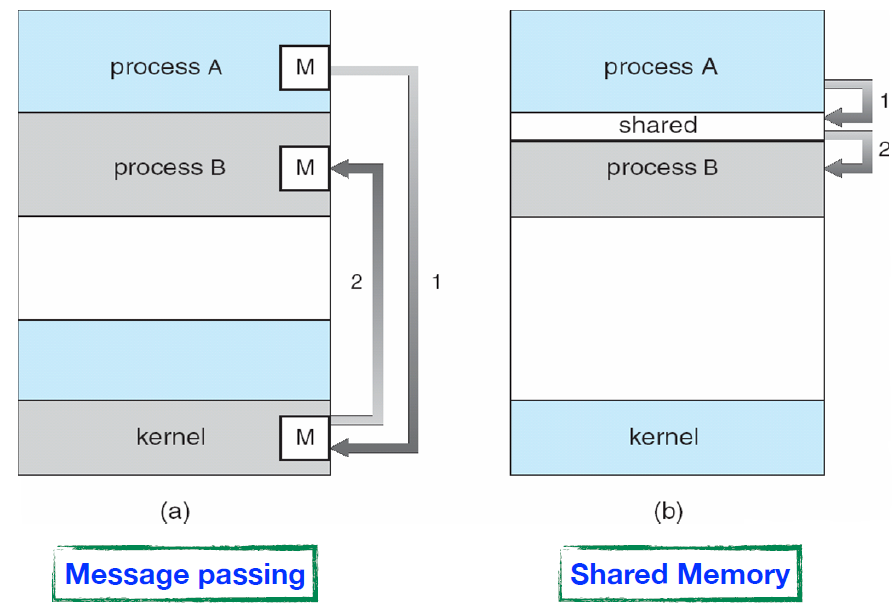 process A
M
process B
M
2
1
kernel
M
(a)
Message passing
process A
1
shared
2
process B
kernel
(b)
Shared Memory